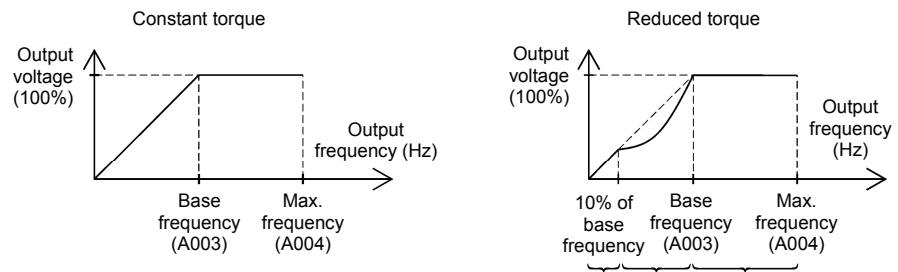 Constant torque
Output
voltage
(100%)
Output
frequency (Hz)
Base
frequency
(A003)
Max.
frequency
(A004)
Reduced torque
Output
voltage
(100%)
Output
frequency
(Hz)
10% of
base
frequency
Base
frequency
(A003)
Max.
frequency
(A004)